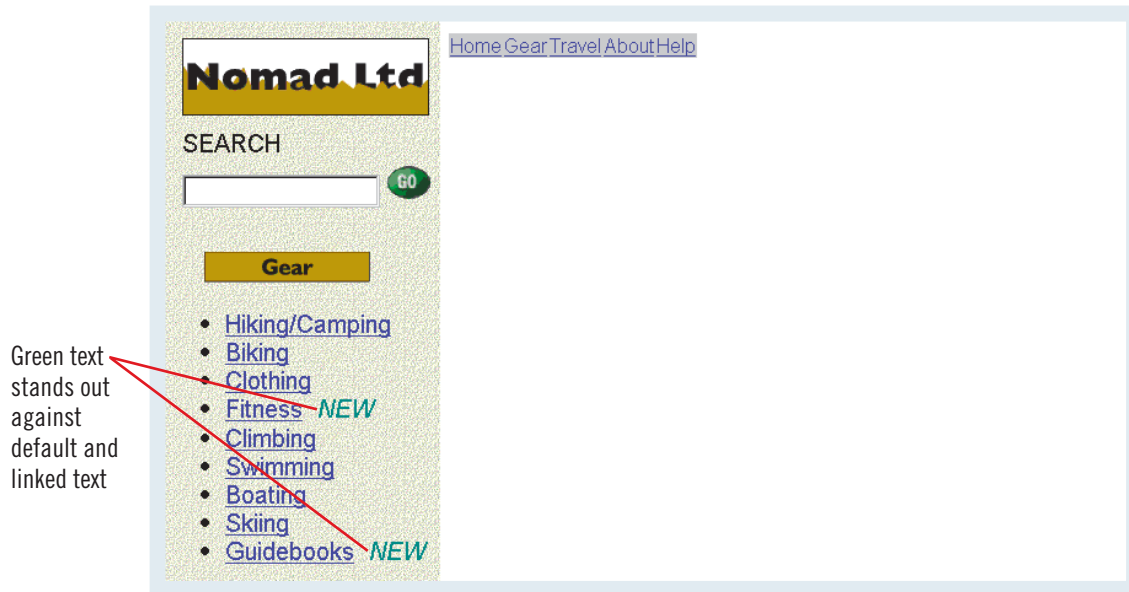 Nomad Ltd
Home Gear Travel About Help
SEARCH
GO
Gear
Hiking/Camping
Biking
Clothing
Fitness NEW
Climbing
Swimming
Boating
Skiing
Guidebooks NEW
Green text
stands out
against
default and
linked text